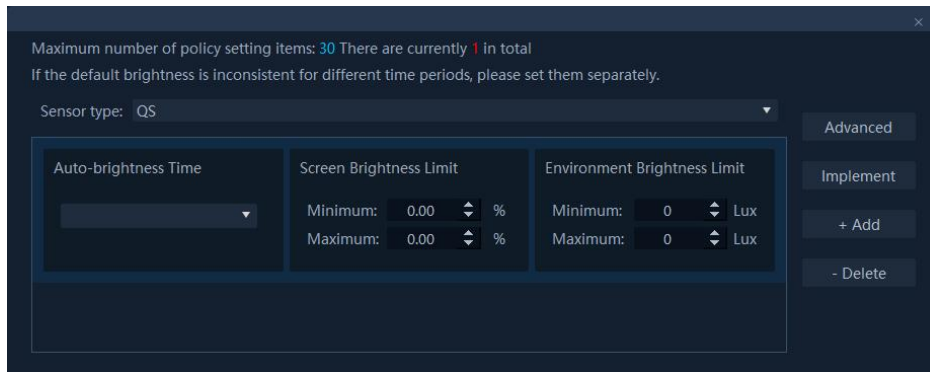 Maximum number of policy setting items: 30 There are currently 1 in total
If the default brightness is inconsistent for different time periods, please set them separately.
Sensor type: QS
Advanced
Auto-brightness Time
Screen Brightness Limit
Environment Brightness Limit
Implement
Minimum: 0.00 %
Minimum: 0 Lux
+ Add
Maximum: 0.00 %
Maximum: 0 Lux
- Delete